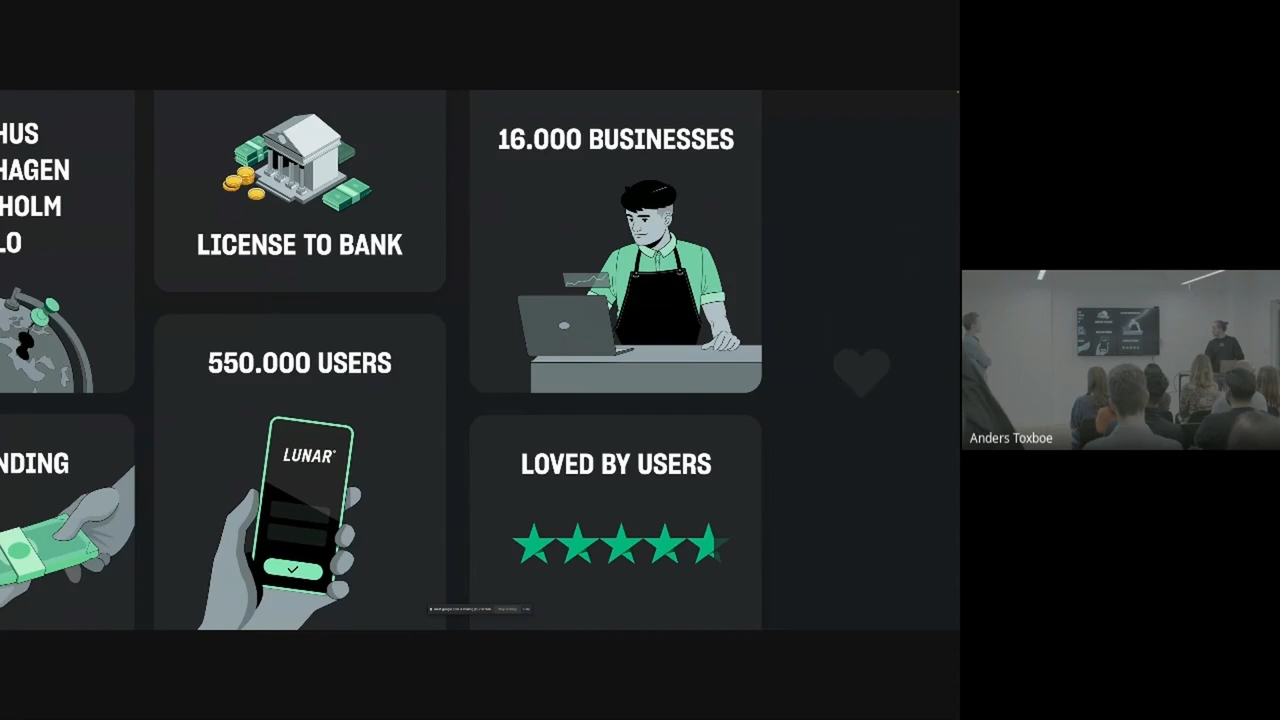 HUS
HAGEN
HOLM
LO
NDING
LICENSE TO BANK
550.000 USERS
LUNAR°
16.000 BUSINESSES
LOVED BY USERS
Anders Toxboe